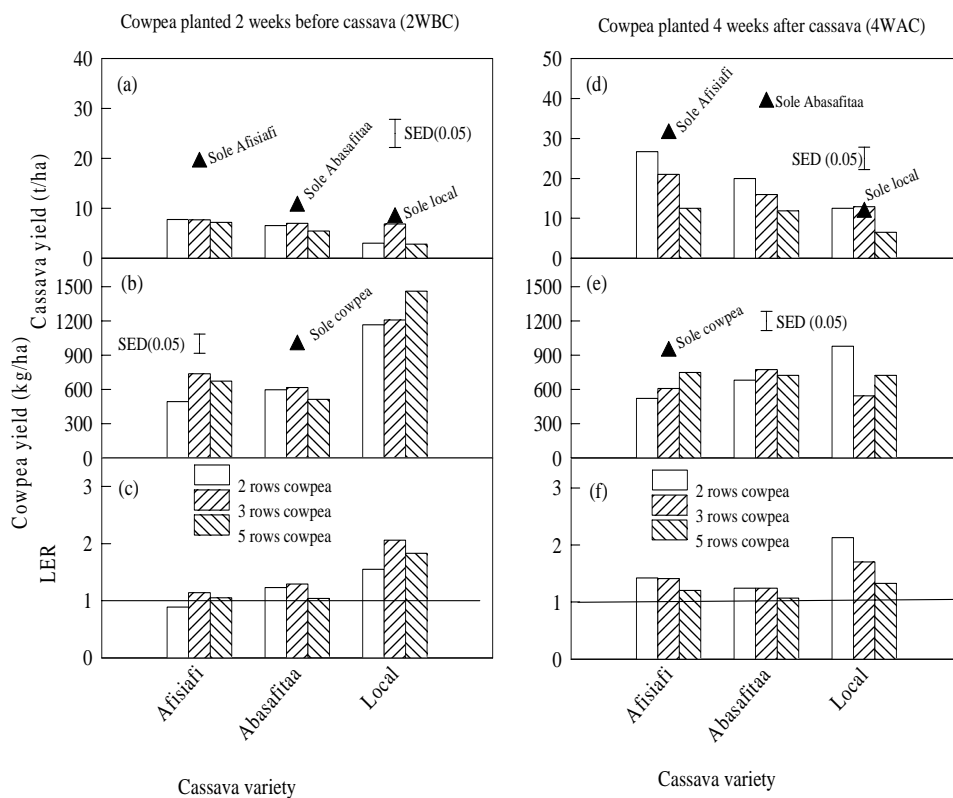 Cowpea planted 2 weeks before cassava (2WBC)
Cowpea planted 4 weeks after cassava (4WAC)
Cassava yield (t/ha)
40
30
20
10
0
(a)
Sole Afisiafi
Sole Abasafitaa
SED(0.05)
Sole local
50
40
30
20
10
0
(d)
Sole Afisiafi
Sole Abasafitaa
SED (0.05)
Sole local
Cowpea yield (kg/ha)
1500
1200
900
600
300
0
(b)
SED(0.05)
Sole cowpea
1500
1200
900
600
300
0
(e)
Sole cowpea
SED (0.05)
LER
3
2
1
0
(c)
2 rows cowpea
3 rows cowpea
5 rows cowpea
3
2
1
0
(f)
2 rows cowpea
3 rows cowpea
5 rows cowpea
Afisiafi
Abasafitaa
Local
Cassava variety
Afisiafi
Abasafitaa
Local
Cassava variety